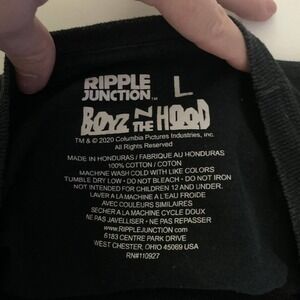 RIPPLE
JUNCTION™ L
BOYZ N THE HOOD
TM & © 2020 Columbia Pictures Industries, Inc.
All Rights Reserved
MADE IN HONDURAS / FABRIQUE AU HONDURAS
100% COTTON / COTON
MACHINE WASH COLD WITH LIKE COLORS
TUMBLE DRY LOW • DO NOT BLEACH • DO NOT IRON
NOT INTENDED FOR CHILDREN 12 AND UNDER.
LAVER A LA MACHINE A L'EAU FROIDE
AVEC COULEURS SIMILAIRES
SECHER A LA MACHINE CYCLE DOUX
NE PAS JAVELLISER • NE PAS REPASSER
www.RIPPLEJUNCTION.com
6183 CENTRE PARK DRIVE
WEST CHESTER, OHIO 45069 USA
RN#110927